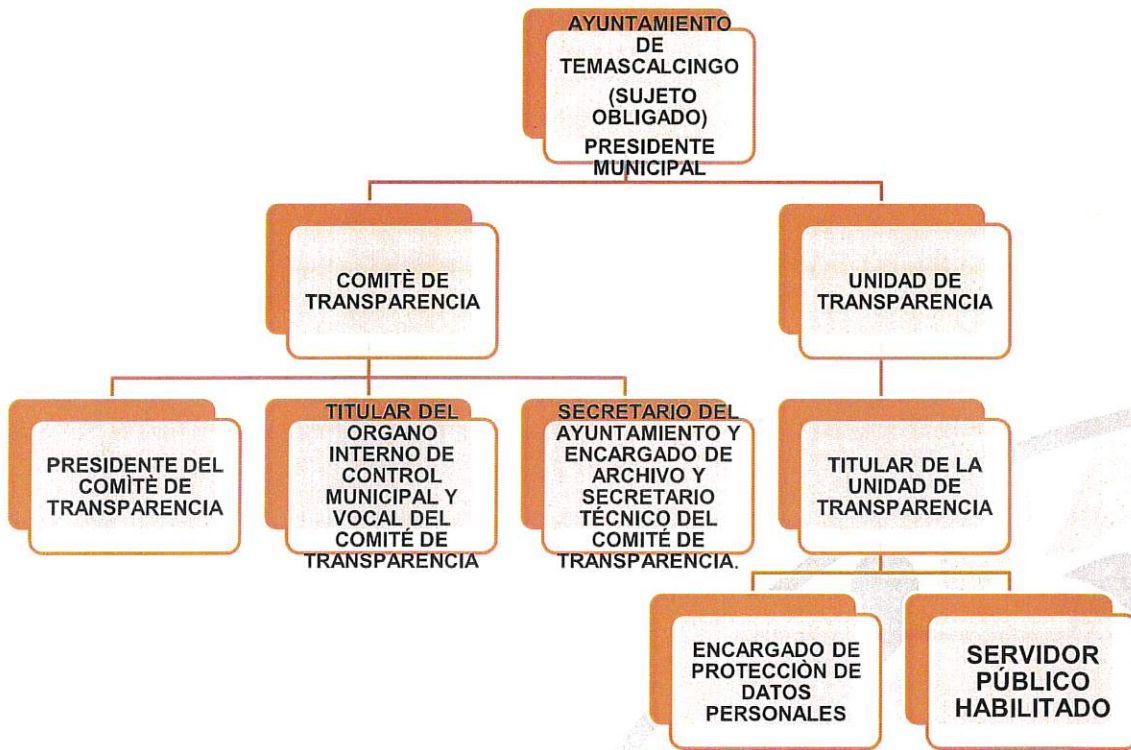 AYUNTAMIENTO
DE
TEMASCALCINGO
(SUJETO
OBLIGADO)
PRESIDENTE
MUNICIPAL
COMITÈ DE
TRANSPARENCIA
UNIDAD DE
TRANSPARENCIA
PRESIDENTE DEL
COMÌTÈ DE
TRANSPARENCIA
TITULAR DEL
ORGANO
INTERNO DE
CONTROL
MUNICIPAL Y
VOCAL DEL
COMITÉ DE
TRANSPARENCIA
SECRETARIO DEL
AYUNTAMIENTO Y
ENCARGADO DE
ARCHIVO Y
SECRETARIO
TÉCNICO DEL
COMITÉ DE
TRANSPARENCIA.
TITULAR DE LA
UNIDAD DE
TRANSPARENCIA
ENCARGADO DE
PROTECCIÒN DE
DATOS
PERSONALES
SERVIDOR
PÚBLICO
HABILITADO